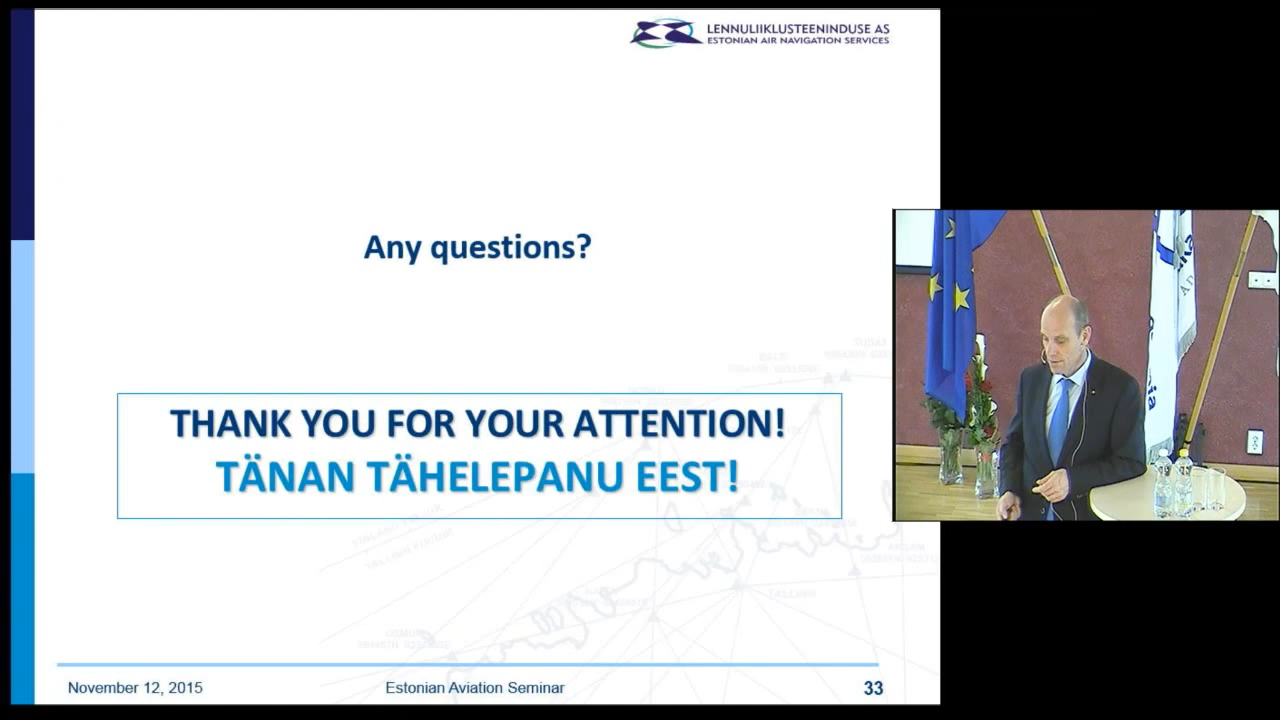 LENNULIIKLUSTEENINDUSE AS
ESTONIAN AIR NAVIGATION SERVICES
Any questions?
THANK YOU FOR YOUR ATTENTION!
TÄNAN TÄHELEPANU EEST!
TALLINN
November 12, 2015
Estonian Aviation Seminar
33